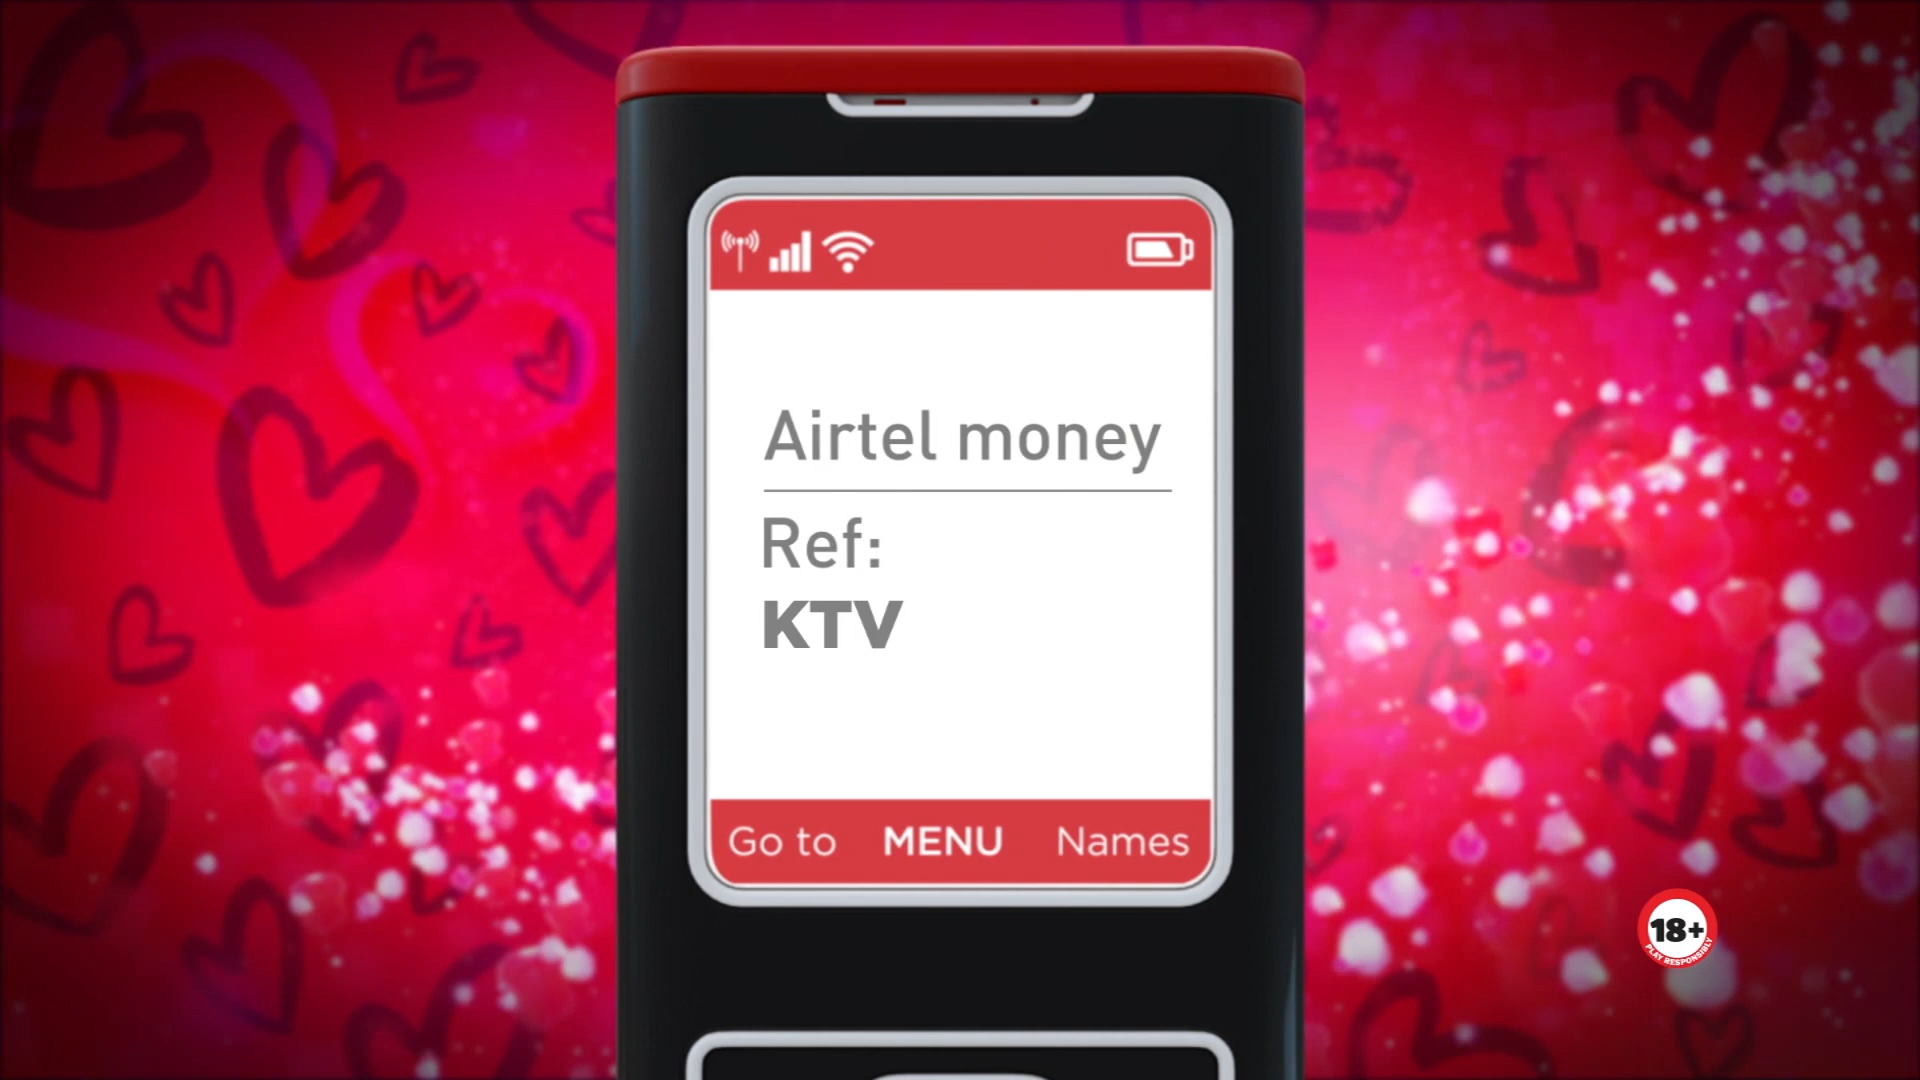 Airtel money
Ref:
KTV
Go to MENU Names
18+
PLAY RESPONSIBLY